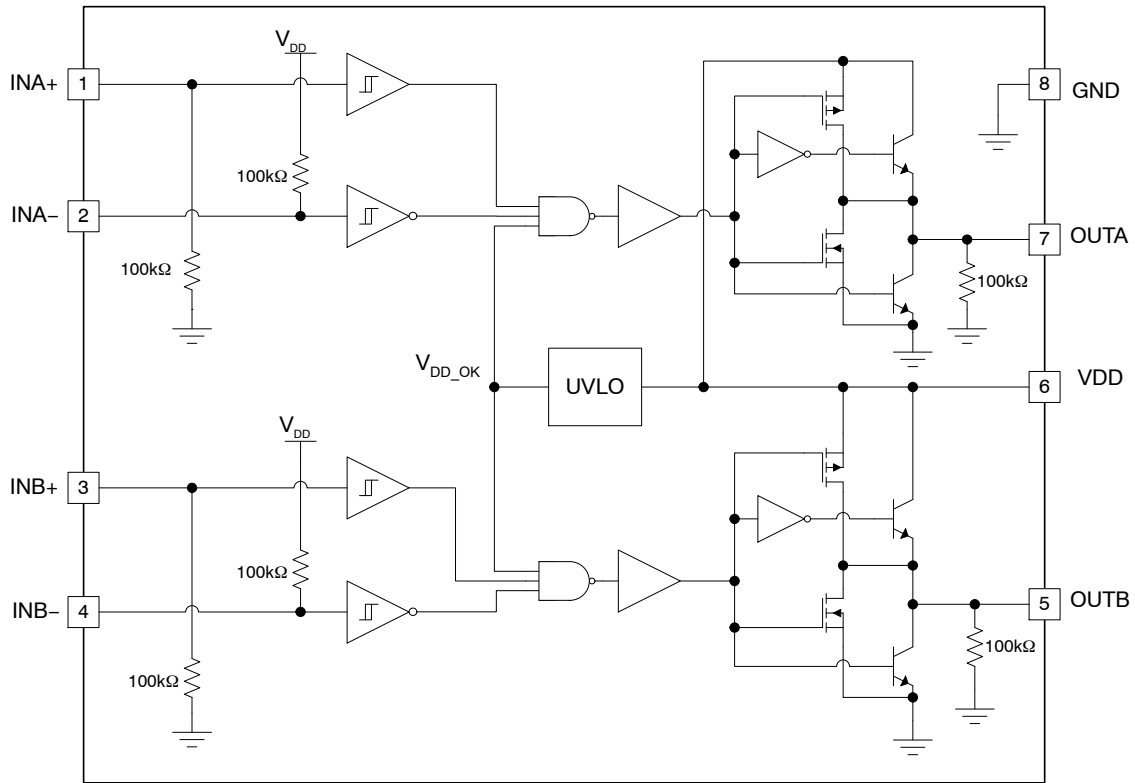 V_DD
INA+ 1
8 GND
100kΩ
INA− 2
7 OUTA
100kΩ
100kΩ
V_DD_OK
UVLO
6 VDD
V_DD
INB+ 3
100kΩ
INB− 4
5 OUTB
100kΩ
100kΩ